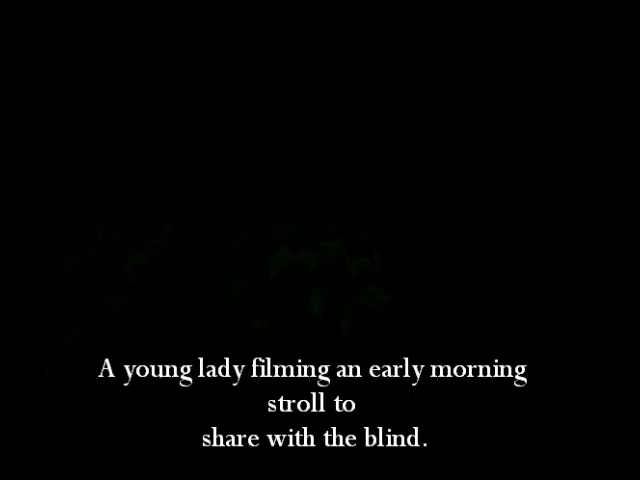 A young lady filming an early morning
stroll to
share with the blind.